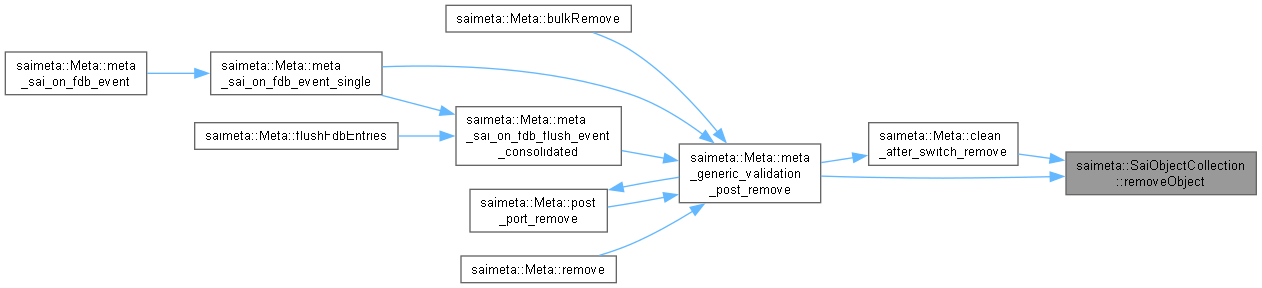 saimeta::Meta::bulkRemove
saimeta::Meta::meta
_sai_on_fdb_event
saimeta::Meta::meta
_sai_on_fdb_event_single
saimeta::Meta::flushFdbEntries
saimeta::Meta::meta
_sai_on_fdb_flush_event
_consolidated
saimeta::Meta::post
_port_remove
saimeta::Meta::remove
saimeta::Meta::meta
_generic_validation
_post_remove
saimeta::Meta::clean
_after_switch_remove
saimeta::SaiObjectCollection
::removeObject